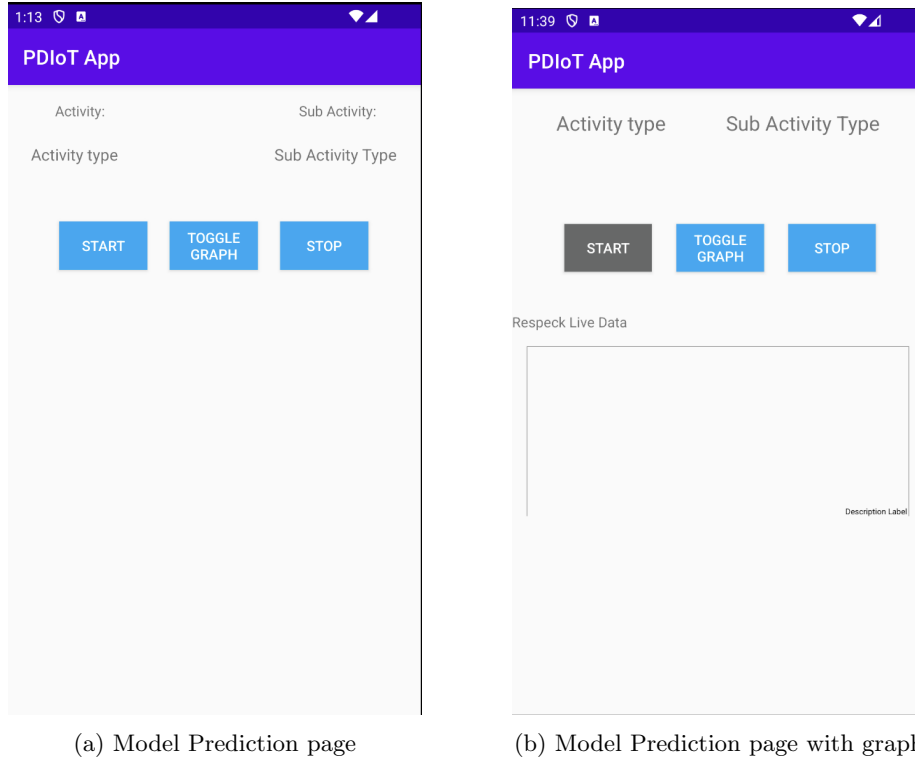 1:13
PDIoT App
Activity:
Sub Activity:
Activity type
Sub Activity Type
START
TOGGLE
GRAPH
STOP
(a) Model Prediction page
11:39
PDIoT App
Activity type
Sub Activity Type
START
TOGGLE
GRAPH
STOP
Respeck Live Data
Description Label
(b) Model Prediction page with graph